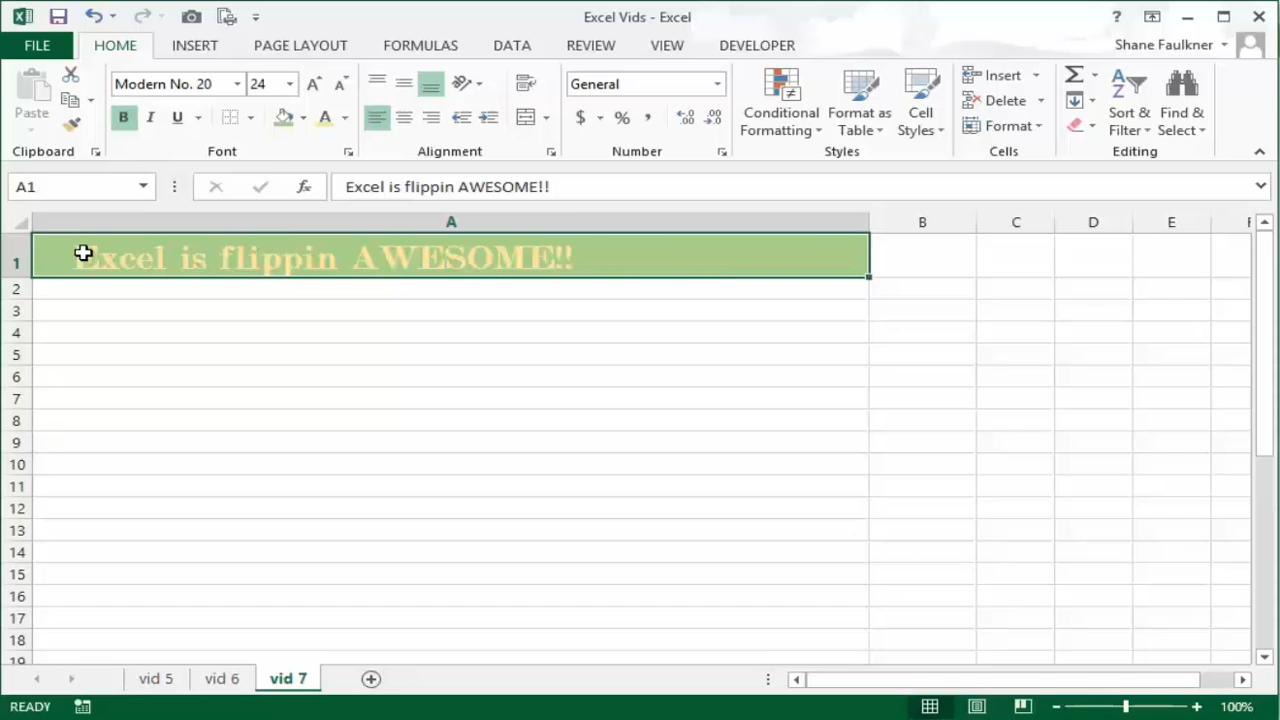 Excel Vids - Excel
?
FILE HOME INSERT PAGE LAYOUT FORMULAS DATA REVIEW VIEW DEVELOPER Shane Faulkner
Paste
Clipboard
Modern No. 20 24
B I U A
Font
Alignment
General
$ % ,
Number
Conditional Formatting
Format as Table
Cell Styles
Styles
Insert
Delete
Format
Cells
Sort & Filter
Find & Select
Editing
A1 fx Excel is flippin AWESOME!!
A B C D E F
1 Excel is flippin AWESOME!!
2
3
4
5
6
7
8
9
10
11
12
13
14
15
16
17
18
19
vid 5 vid 6 vid 7
READY 100%